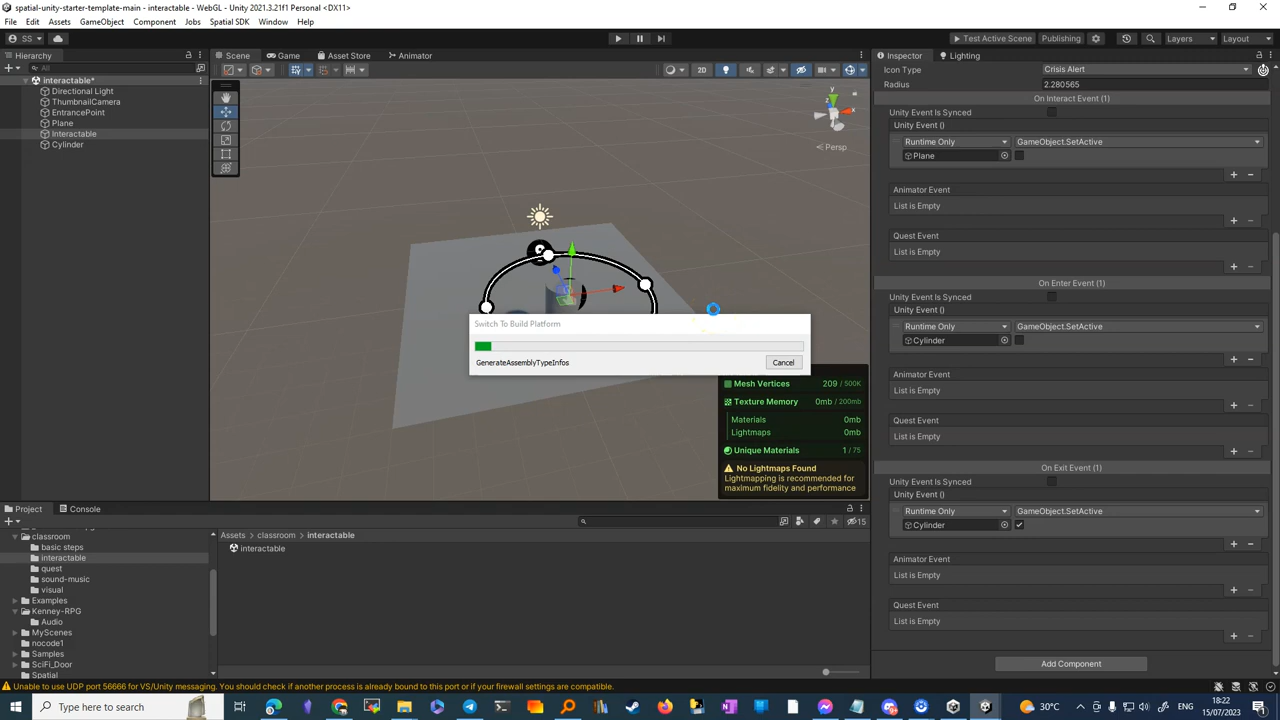 spatial-unity-starter-template-main - interactable - WebGL - Unity 2021.3.21f1 Personal <DX11>
File Edit Assets GameObject Component Jobs Spatial SDK Window Help
SS Test Active Scene Publishing Layers Layout
Hierarchy
All
interactable*
Directional Light
ThumbnailCamera
EntrancePoint
Plane
Interactable
Cylinder
Scene Game Asset Store Animator
2D
y
x
Persp
Switch To Build Platform
GenerateAssemblyTypeInfos
Cancel
Mesh Vertices 209 / 500K
Texture Memory 0mb / 200mb
Materials 0mb
Lightmaps 0mb
Unique Materials 1 / 75
No Lightmaps Found
Lightmapping is recommended for
maximum fidelity and performance
Inspector Lighting
Icon Type Crisis Alert
Radius 2.280565
On Interact Event (1)
Unity Event Is Synced
Unity Event ()
Runtime Only GameObject.SetActive
Plane
Animator Event
List is Empty
Quest Event
List is Empty
On Enter Event (1)
Unity Event Is Synced
Unity Event ()
Runtime Only GameObject.SetActive
Cylinder
Animator Event
List is Empty
Quest Event
List is Empty
On Exit Event (1)
Unity Event Is Synced
Unity Event ()
Runtime Only GameObject.SetActive
Cylinder
Animator Event
List is Empty
Quest Event
List is Empty
Add Component
Project Console
15
classroom
basic steps
interactable
quest
sound-music
visual
Examples
Kenney-RPG
Audio
MyScenes
nocode1
Samples
SciFi_Door
Spatial
Assets > classroom > interactable
interactable
Unable to use UDP port 56666 for VS/Unity messaging. You should check if another process is already bound to this port or if your firewall settings are compatible.
Type here to search
30°C
ENG
18:22
15/07/2023